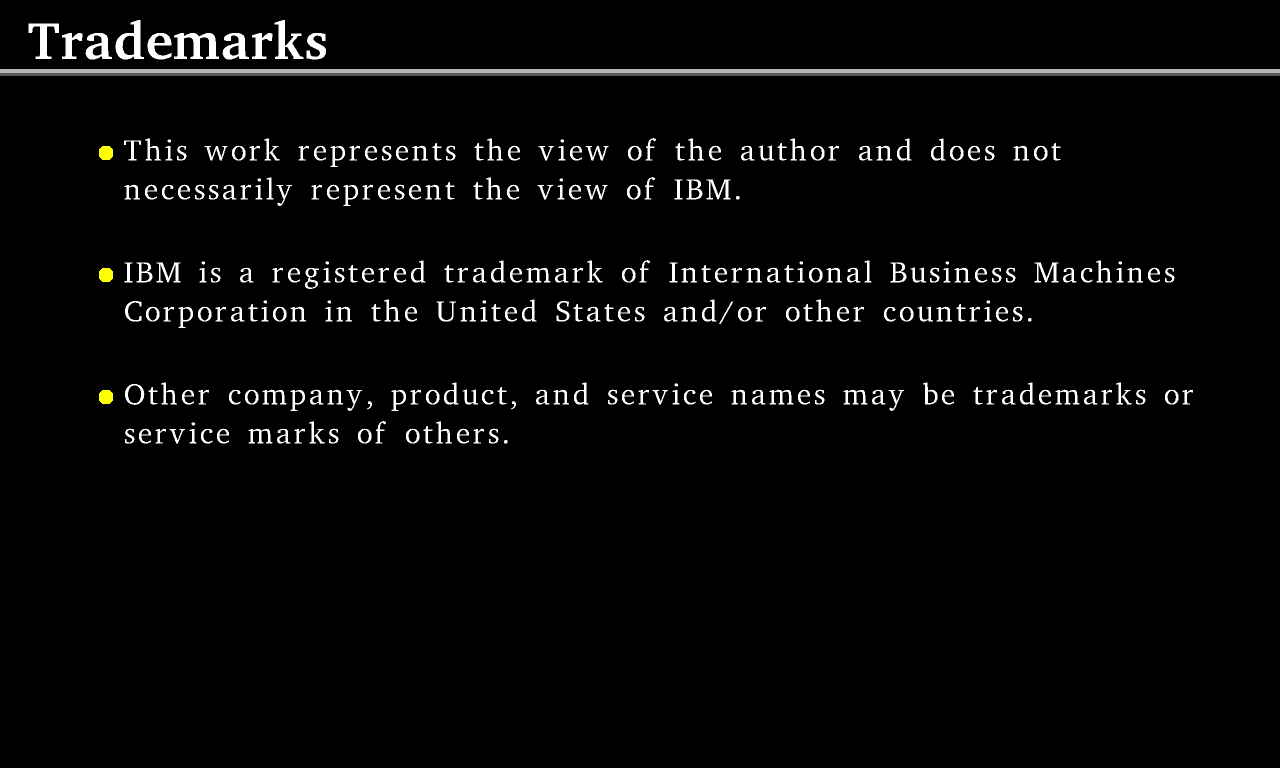 Trademarks
This work represents the view of the author and does not
necessarily represent the view of IBM.
IBM is a registered trademark of International Business Machines
Corporation in the United States and/or other countries.
Other company, product, and service names may be trademarks or
service marks of others.